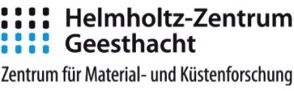 Helmholtz-Zentrum
Geesthacht
Zentrum für Material- und Küstenforschung